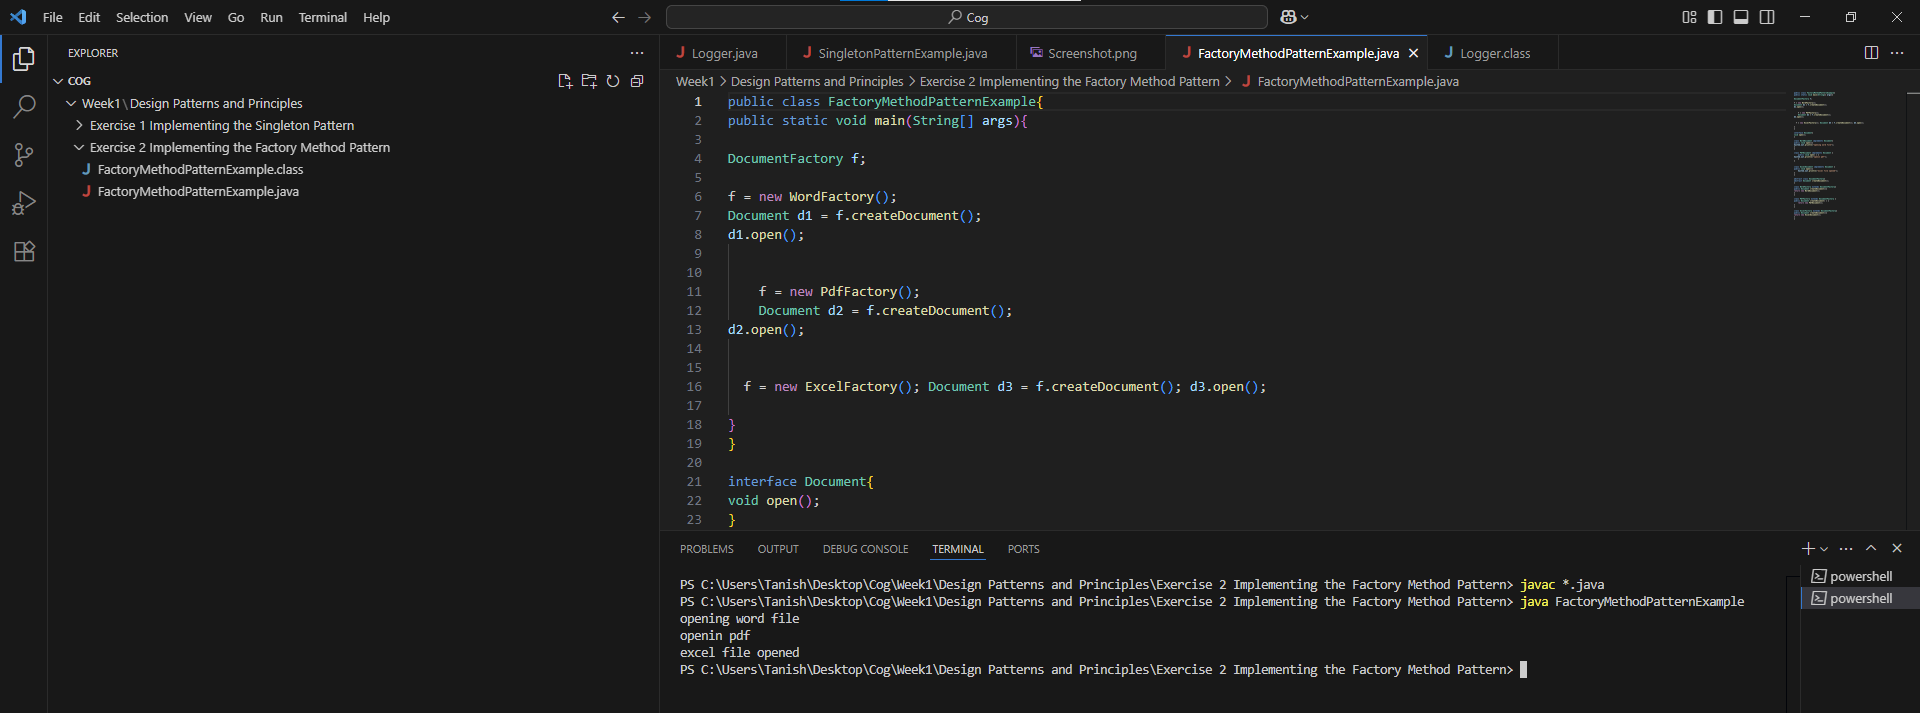 File Edit Selection View Go Run Terminal Help
Cog
EXPLORER
COG
Week1\Design Patterns and Principles
Exercise 1 Implementing the Singleton Pattern
Exercise 2 Implementing the Factory Method Pattern
J FactoryMethodPatternExample.class
J FactoryMethodPatternExample.java
J Logger.java J SingletonPatternExample.java Screenshot.png J FactoryMethodPatternExample.java J Logger.class
Week1 > Design Patterns and Principles > Exercise 2 Implementing the Factory Method Pattern > J FactoryMethodPatternExample.java
1 public class FactoryMethodPatternExample{
2 public static void main(String[] args){
3
4 DocumentFactory f;
5
6 f = new WordFactory();
7 Document d1 = f.createDocument();
8 d1.open();
9
10
11 f = new PdfFactory();
12 Document d2 = f.createDocument();
13 d2.open();
14
15
16 f = new ExcelFactory(); Document d3 = f.createDocument(); d3.open();
17
18 }
19 }
20
21 interface Document{
22 void open();
23 }
PROBLEMS OUTPUT DEBUG CONSOLE TERMINAL PORTS
PS C:\Users\Tanish\Desktop\Cog\Week1\Design Patterns and Principles\Exercise 2 Implementing the Factory Method Pattern> javac *.java
PS C:\Users\Tanish\Desktop\Cog\Week1\Design Patterns and Principles\Exercise 2 Implementing the Factory Method Pattern> java FactoryMethodPatternExample
opening word file
openin pdf
excel file opened
PS C:\Users\Tanish\Desktop\Cog\Week1\Design Patterns and Principles\Exercise 2 Implementing the Factory Method Pattern>
powershell
powershell